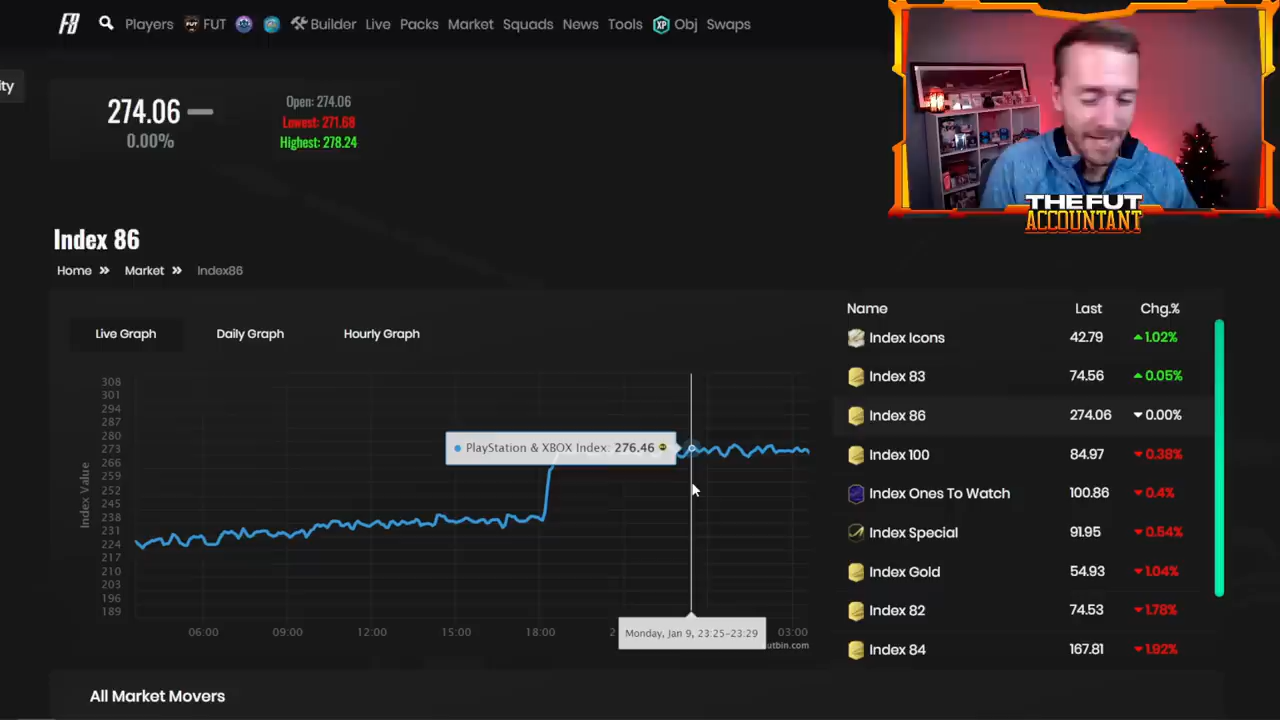 F8 Players FUT Builder Live Packs Market Squads News Tools XP Obj Swaps
ity
274.06
0.00%
Open: 274.06
Lowest: 271.68
Highest: 278.24
THE FUT
ACCOUNTANT
Index 86
Home » Market » Index86
Live Graph Daily Graph Hourly Graph
Index Value
308
301
294
287
280
273
266
259
252
245
238
231
224
217
210
203
196
189
PlayStation & XBOX Index: 276.46
06:00 09:00 12:00 15:00 18:00 2 03:00
Monday, Jan 9, 23:25-23:29
utbin.com
Name Last Chg.%
Index Icons 42.79 1.02%
Index 83 74.56 0.05%
Index 86 274.06 0.00%
Index 100 84.97 0.38%
Index Ones To Watch 100.86 0.4%
Index Special 91.95 0.54%
Index Gold 54.93 1.04%
Index 82 74.53 1.78%
Index 84 167.81 1.92%
All Market Movers